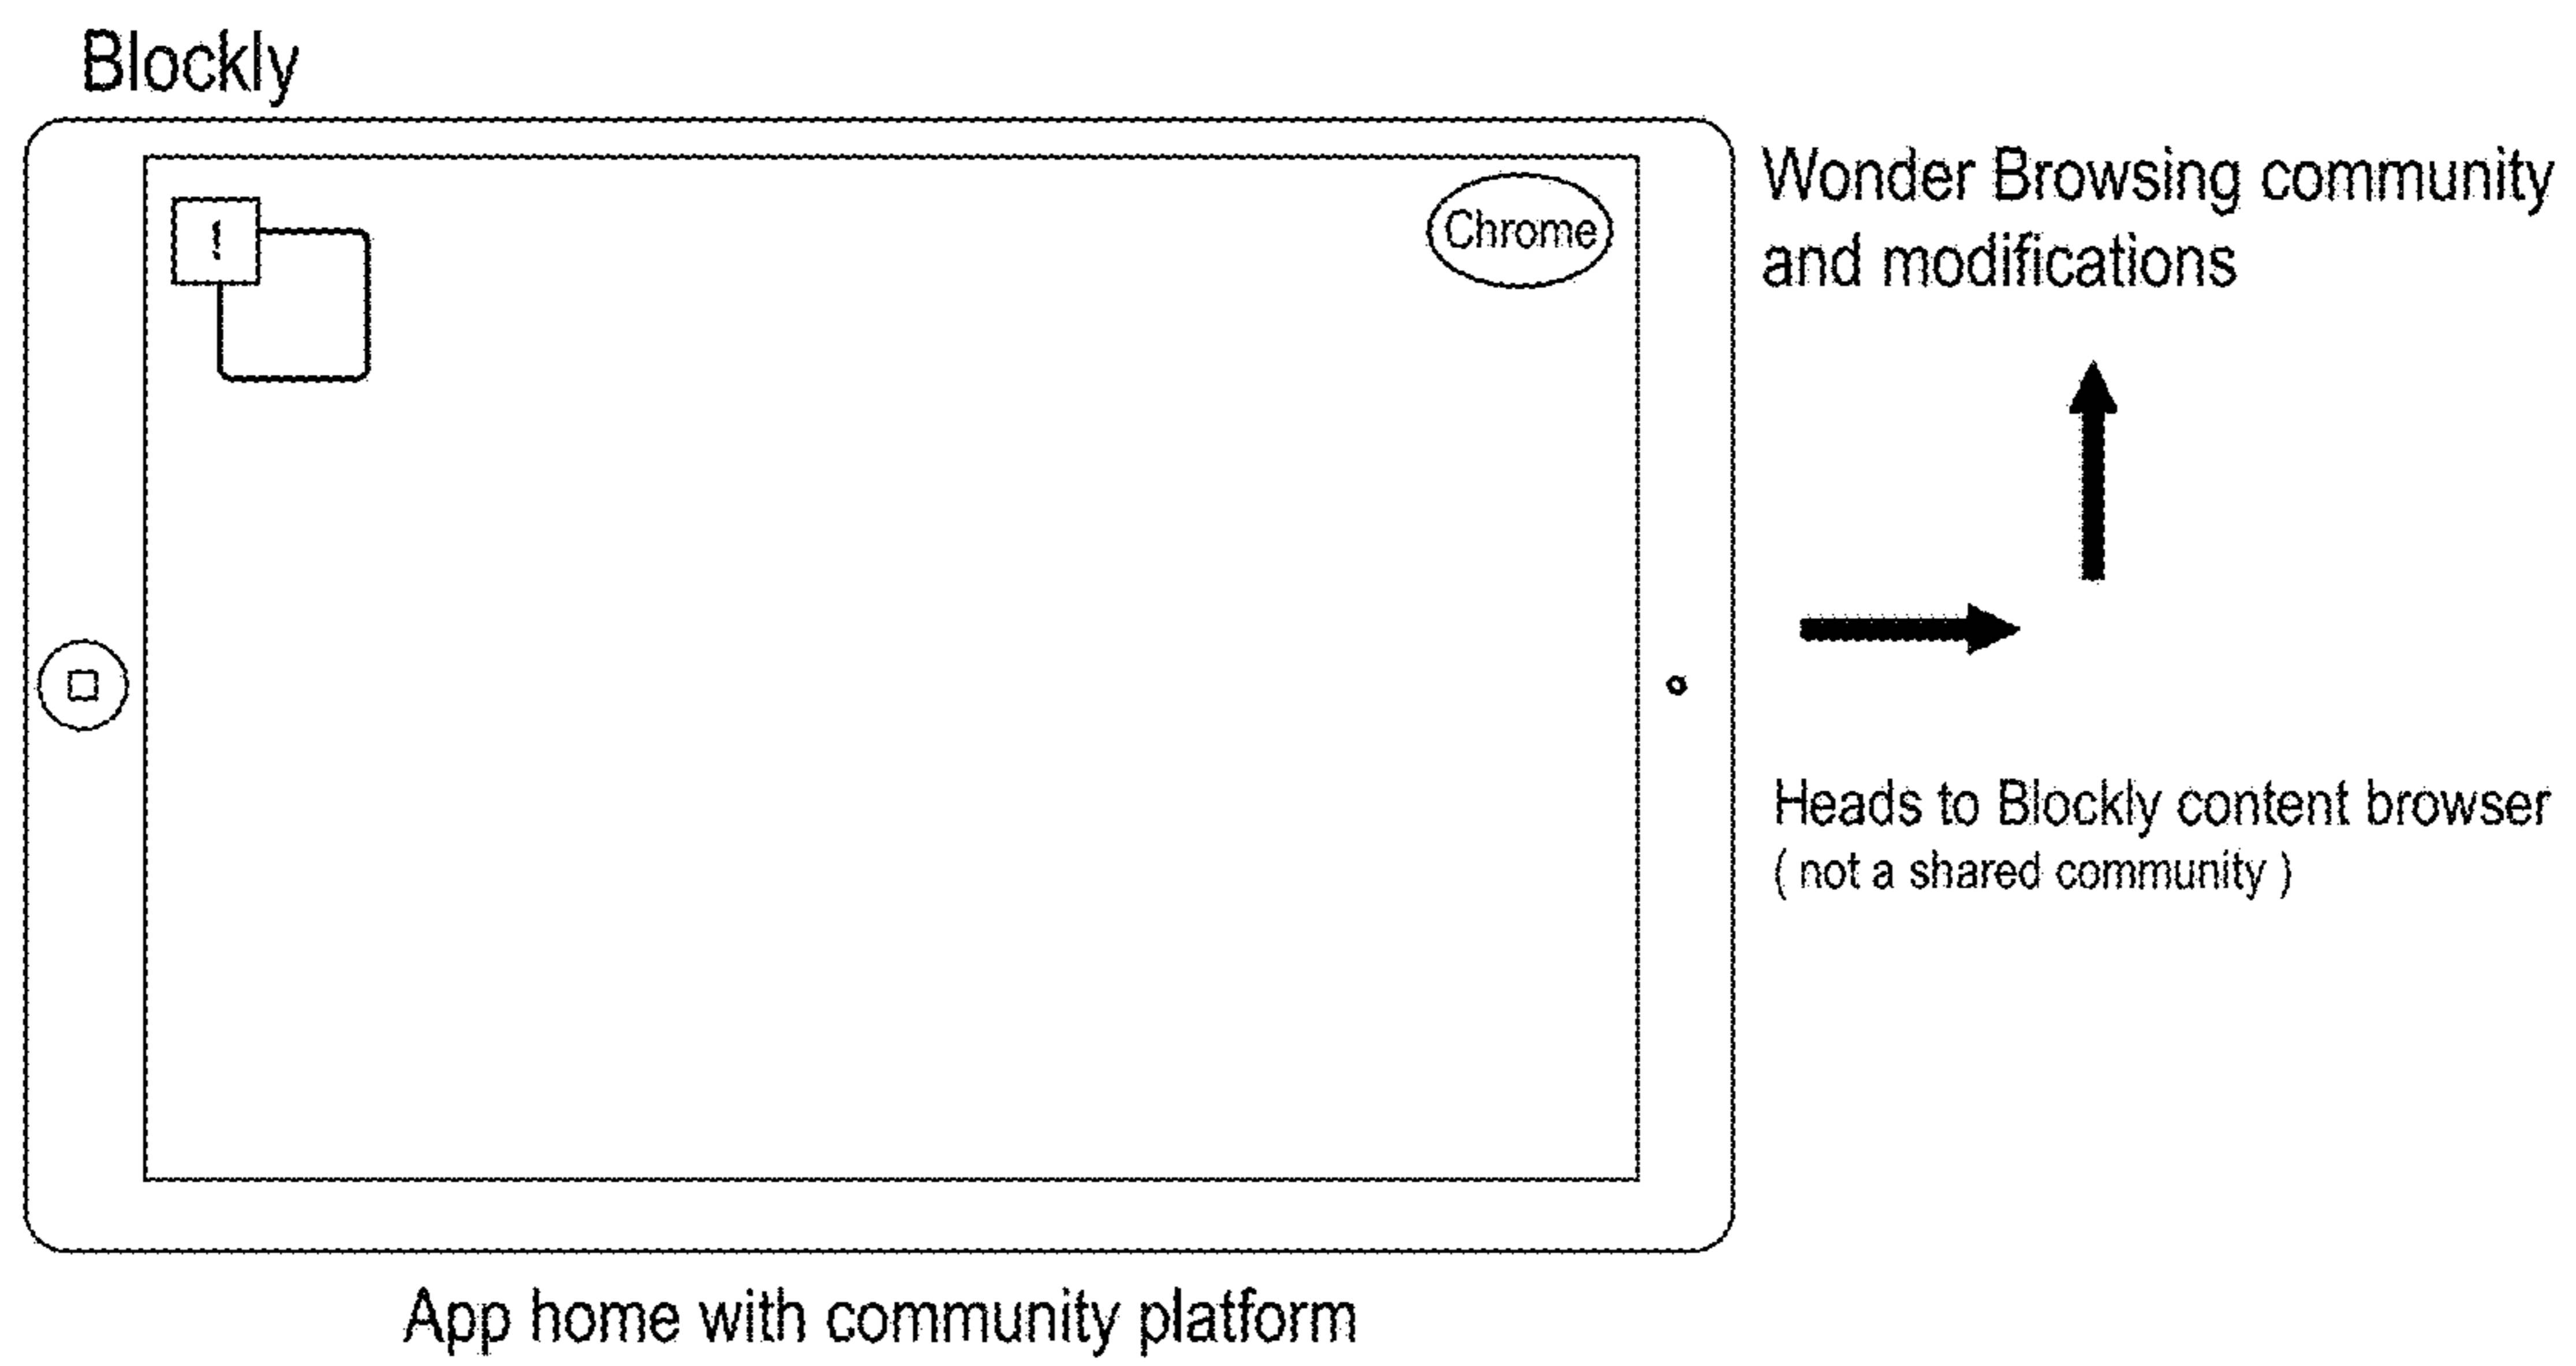 Blockly
!
Chrome
Wonder Browsing community
and modifications
Heads to Blockly content browser
( not a shared community )
App home with community platform